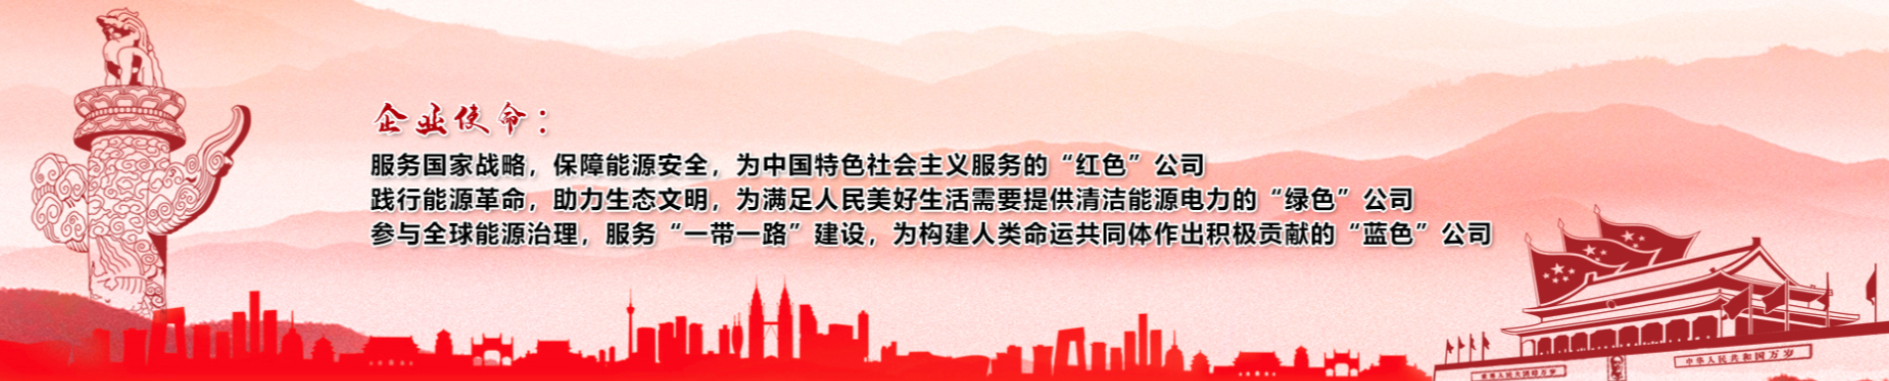 企业使命：
服务国家战略，保障能源安全，为中国特色社会主义服务的“红色”公司
践行能源革命，助力生态文明，为满足人民美好生活需要提供清洁能源电力的“绿色”公司
参与全球能源治理，服务“一带一路”建设，为构建人类命运共同体作出积极贡献的“蓝色”公司
中华人民共和国万岁